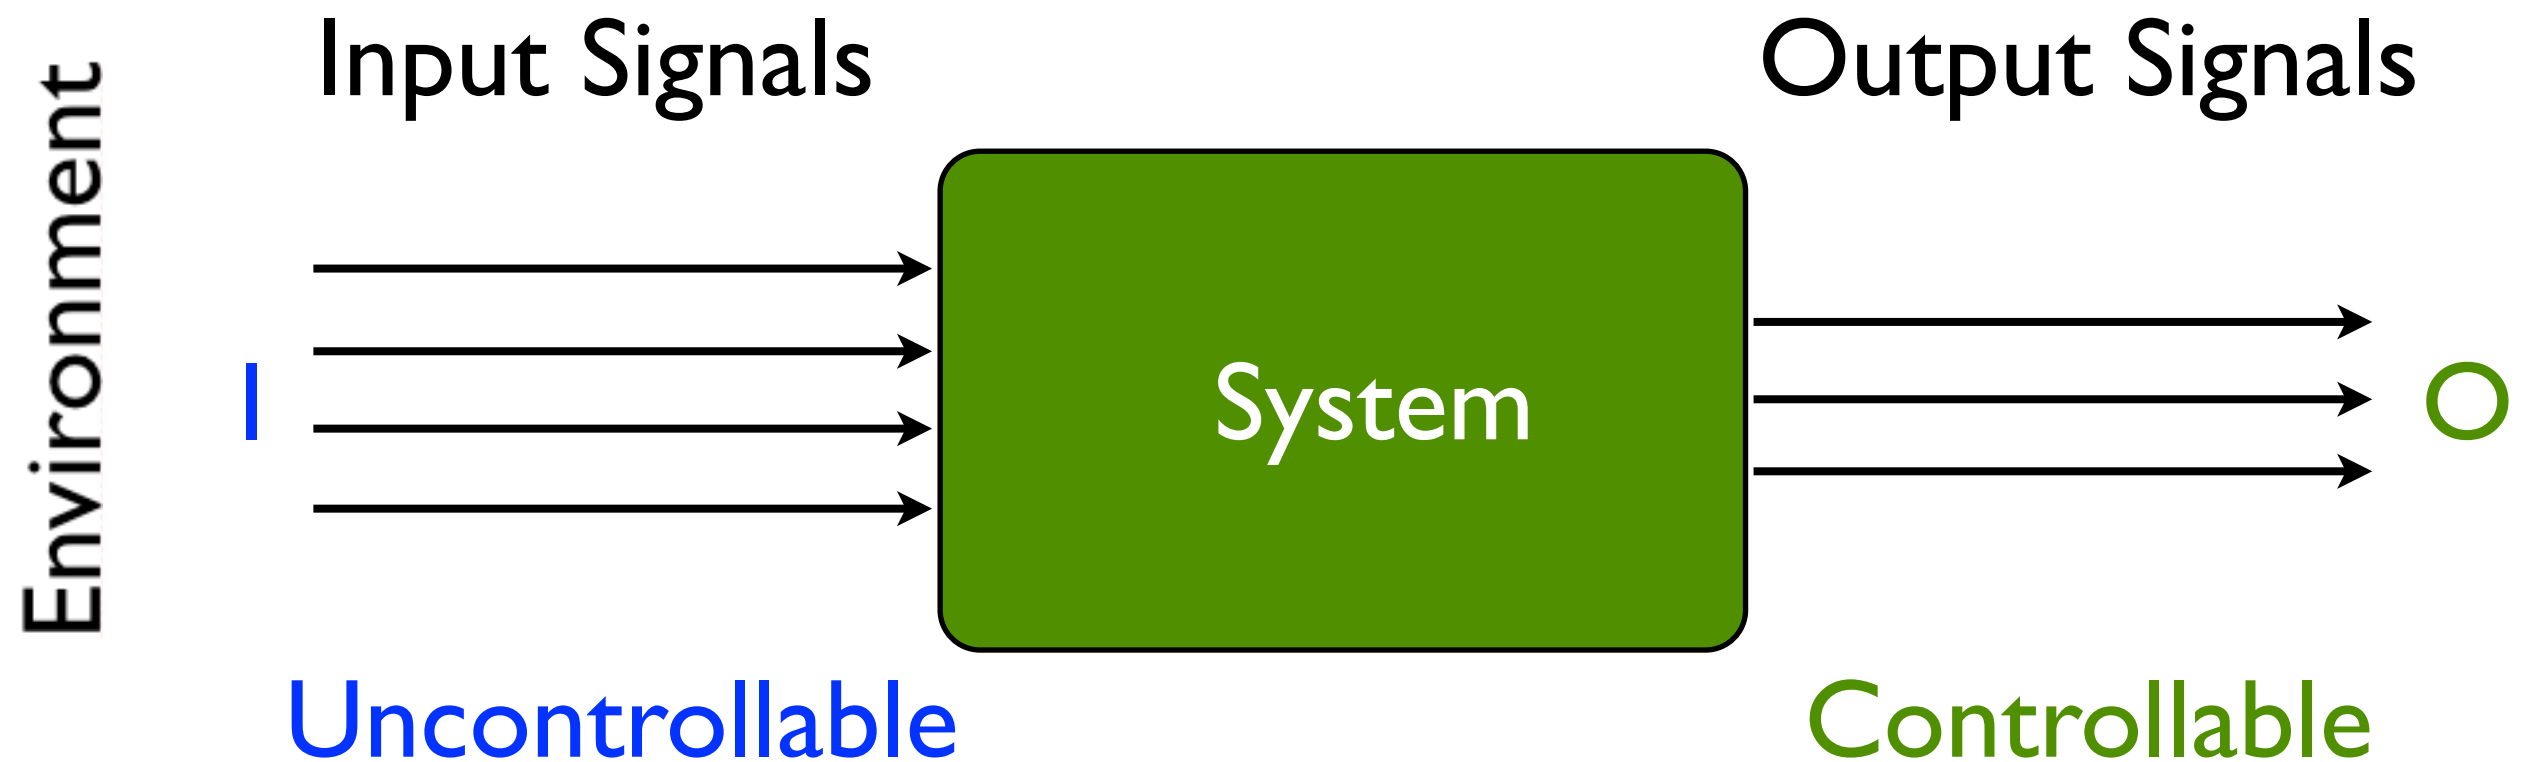 Input Signals
Output Signals
Environment
I
System
O
Uncontrollable
Controllable